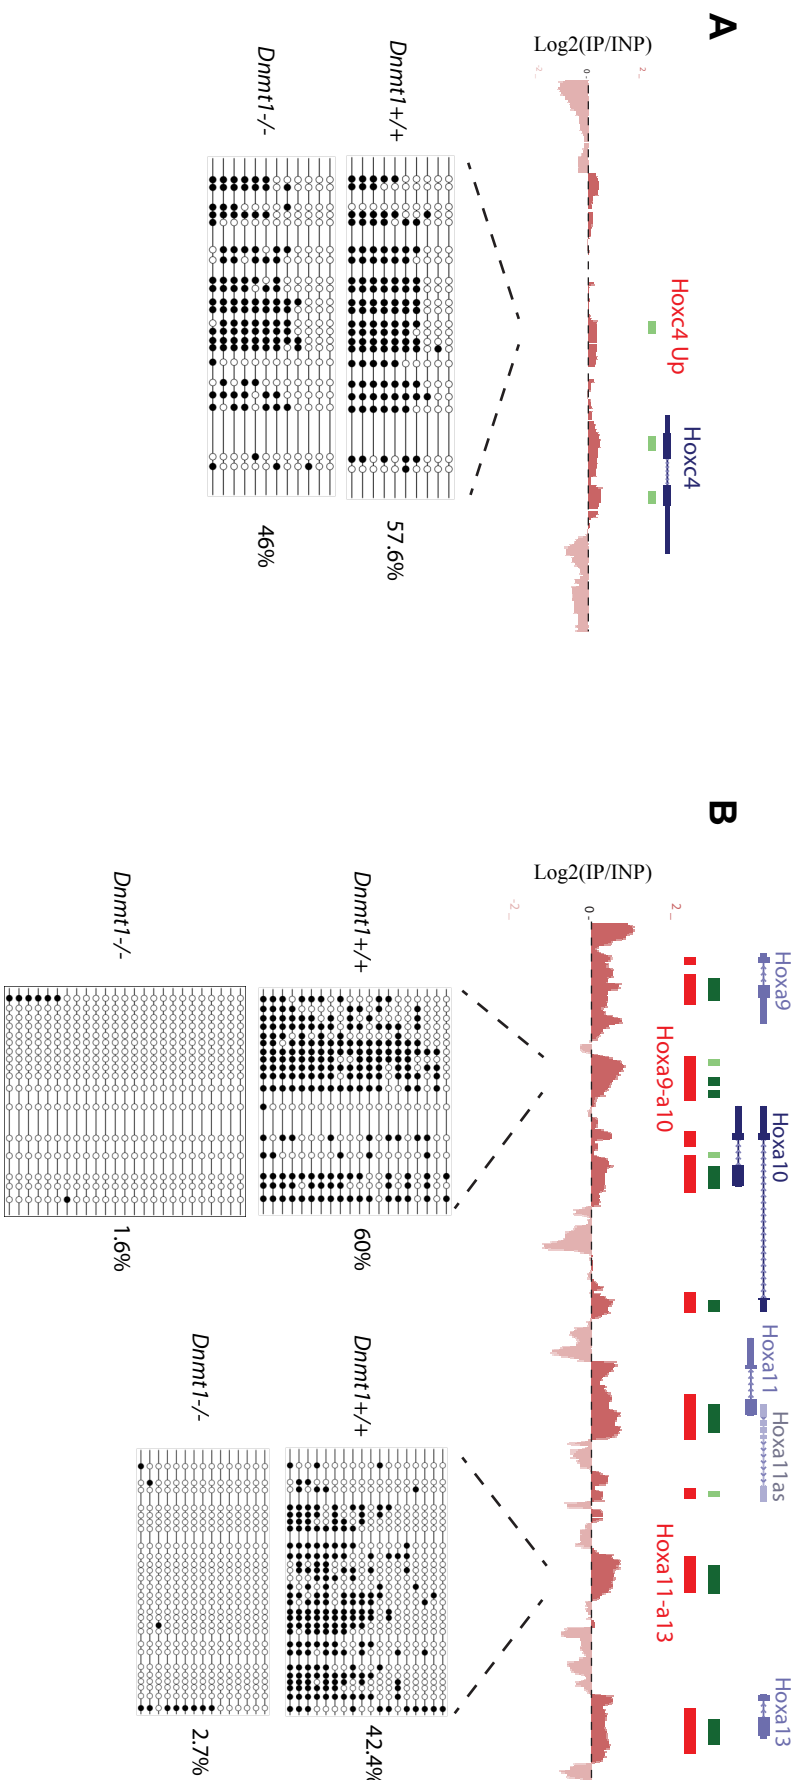 A
Hoxc4
Hoxc4 Up
Log2(IP/INP)
2
0
-2
Dnmt1+/+
57.6%
Dnmt1-/-
46%
B
Hoxa9
Hoxa10
Hoxa11
Hoxa11as
Hoxa13
Hoxa9-a10
Hoxa11-a13
Log2(IP/INP)
2
0
-2
Dnmt1+/+
60%
Dnmt1+/+
42.4%
Dnmt1-/-
1.6%
Dnmt1-/-
2.7%